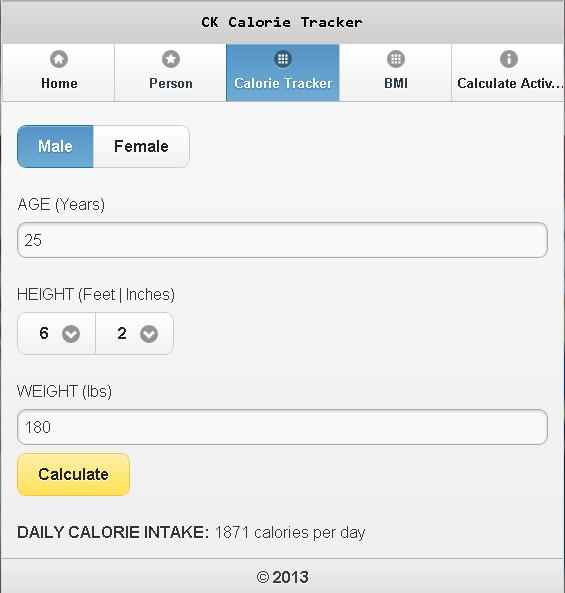 CK Calorie Tracker
Home Person Calorie Tracker BMI Calculate Activ...
Male Female
AGE (Years)
25
HEIGHT (Feet | Inches)
6 2
WEIGHT (lbs)
180
Calculate
DAILY CALORIE INTAKE: 1871 calories per day
© 2013